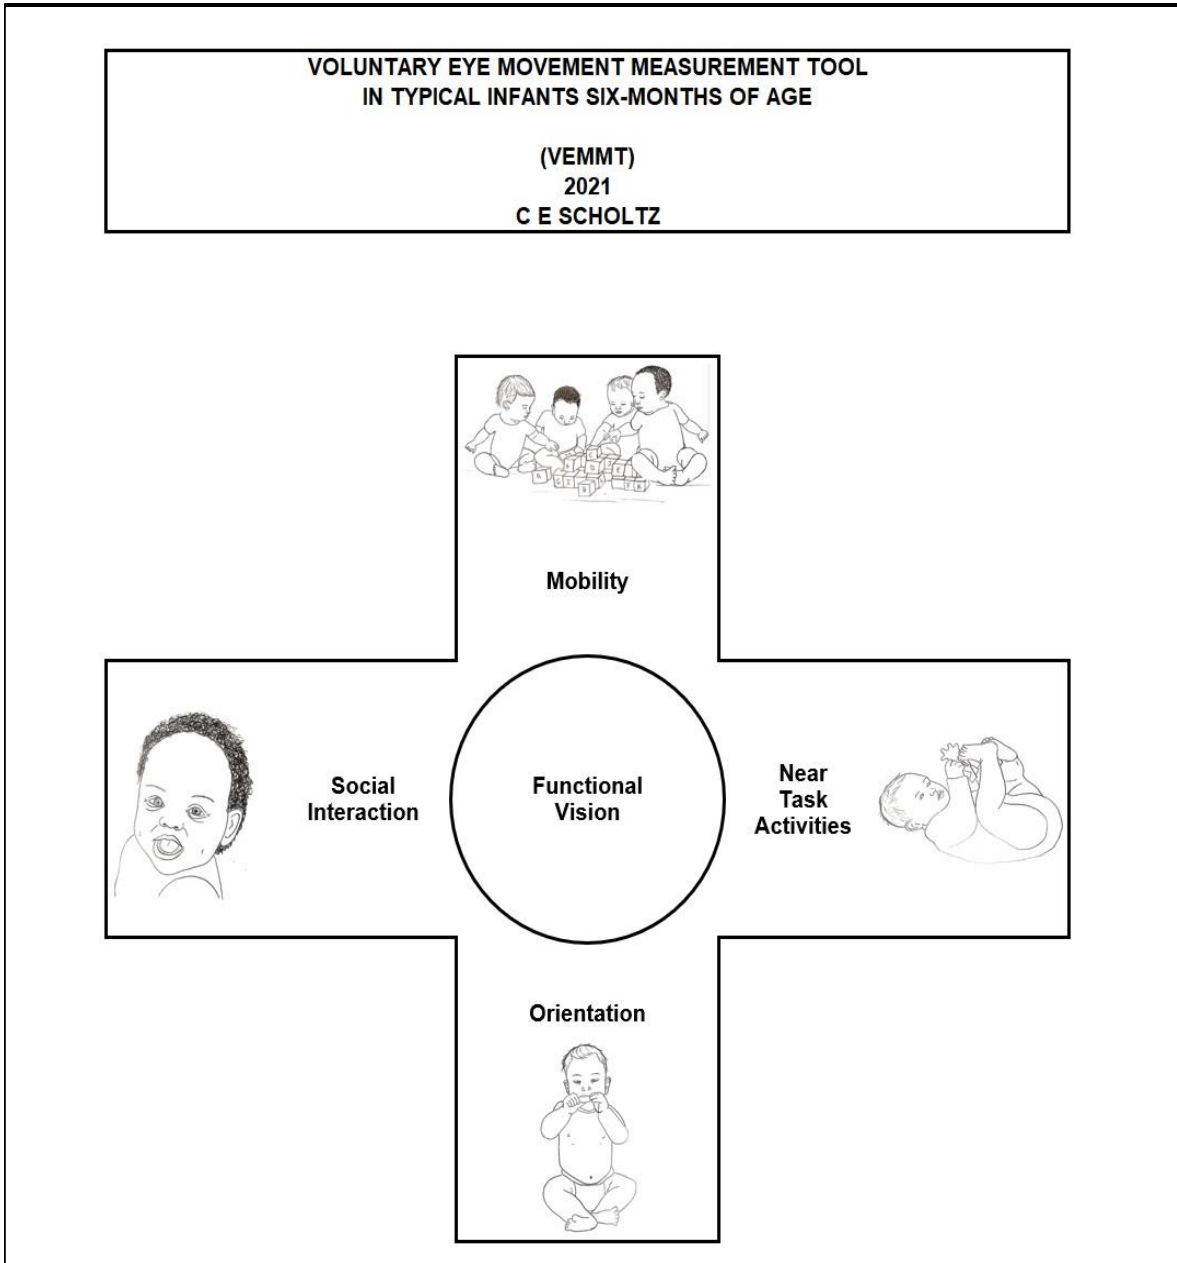 VOLUNTARY EYE MOVEMENT MEASUREMENT TOOL
IN TYPICAL INFANTS SIX-MONTHS OF AGE
(VEMMT)
2021
C E SCHOLTZ
Mobility
Social
Interaction
Functional
Vision
Near
Task
Activities
Orientation